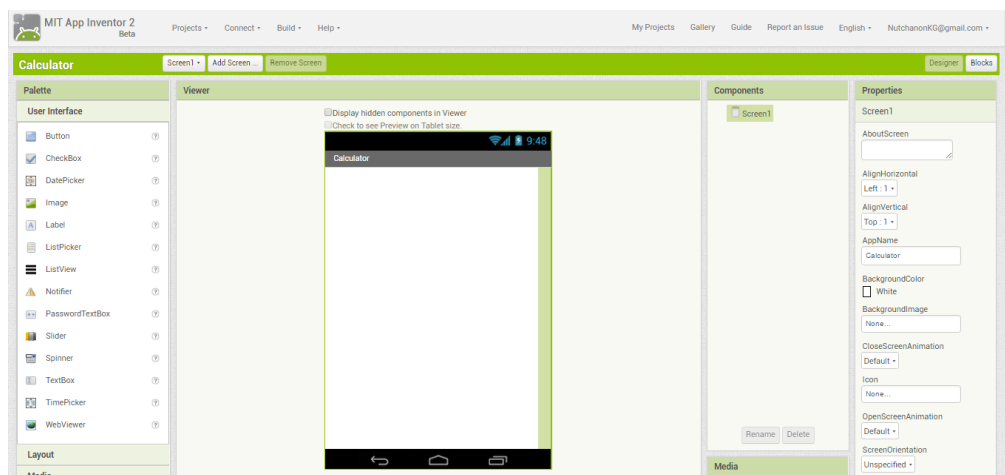 MIT App Inventor 2
Beta
Projects Connect Build Help
My Projects Gallery Guide Report an Issue English NutchanonKG@gmail.com
Calculator
Screen1 Add Screen ... Remove Screen
Designer Blocks
Palette
User Interface
Button
CheckBox
DatePicker
Image
Label
ListPicker
ListView
Notifier
PasswordTextBox
Slider
Spinner
TextBox
TimePicker
WebViewer
Layout
Media
Viewer
Display hidden components in Viewer
Check to see Preview on Tablet size.
9:48
Calculator
Components
Screen1
Rename Delete
Media
Properties
Screen1
AboutScreen
AlignHorizontal
Left : 1
AlignVertical
Top : 1
AppName
Calculator
BackgroundColor
White
BackgroundImage
None...
CloseScreenAnimation
Default
Icon
None...
OpenScreenAnimation
Default
ScreenOrientation
Unspecified